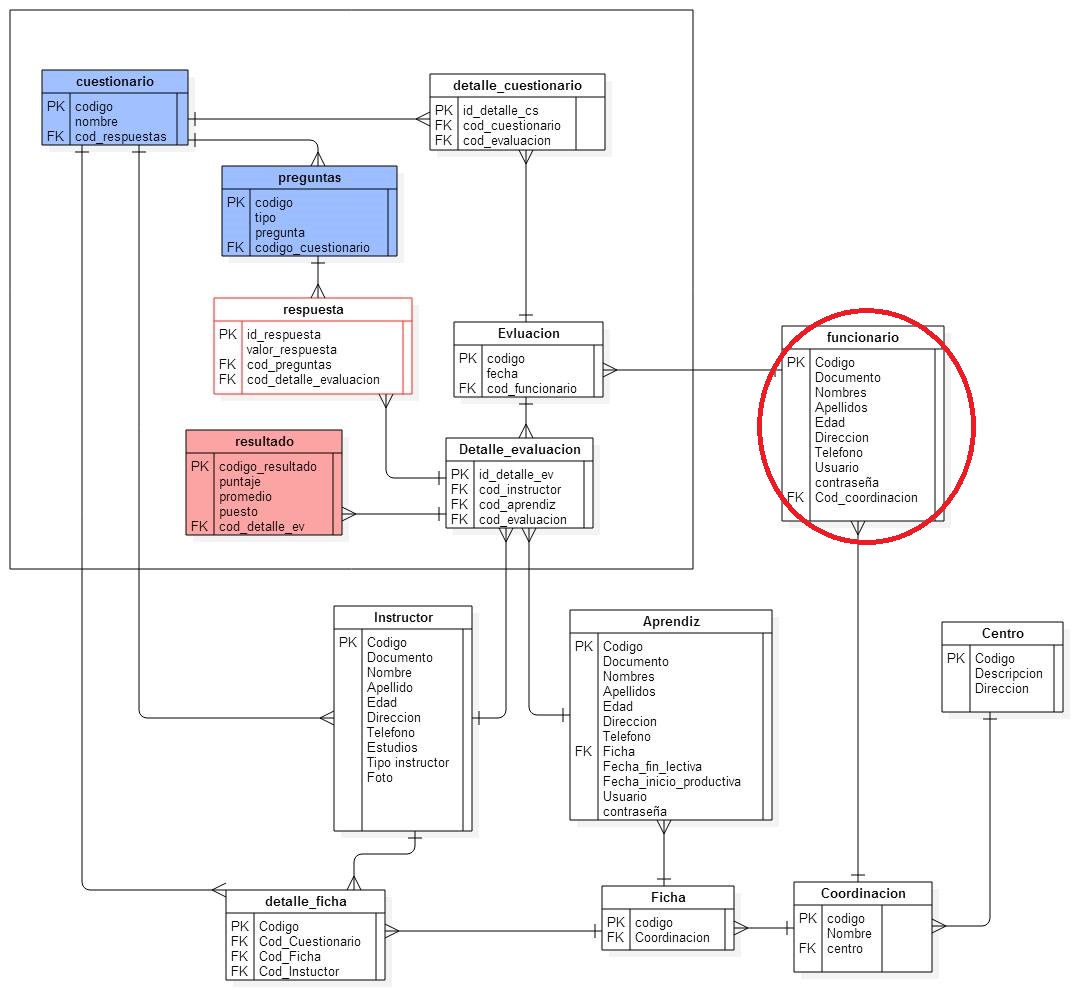 cuestionario
PK codigo
nombre
FK cod_respuestas
detalle_cuestionario
PK id_detalle_cs
FK cod_cuestionario
FK cod_evaluacion
preguntas
PK codigo
tipo
pregunta
FK codigo_cuestionario
respuesta
PK id_respuesta
valor_respuesta
FK cod_preguntas
FK cod_detalle_evaluacion
Evluacion
PK codigo
fecha
FK cod_funcionario
funcionario
PK Codigo
Documento
Nombres
Apellidos
Edad
Direccion
Telefono
Usuario
contraseña
FK Cod_coordinacion
resultado
PK codigo_resultado
puntaje
promedio
puesto
FK cod_detalle_ev
Detalle_evaluacion
PK id_detalle_ev
FK cod_instructor
FK cod_aprendiz
FK cod_evaluacion
Instructor
PK Codigo
Documento
Nombre
Apellido
Edad
Direccion
Telefono
Estudios
Tipo instructor
Foto
Aprendiz
PK Codigo
Documento
Nombres
Apellidos
Edad
Direccion
Telefono
FK Ficha
Fecha_fin_lectiva
Fecha_inicio_productiva
Usuario
contraseña
Centro
PK Codigo
Descripcion
Direccion
detalle_ficha
PK Codigo
FK Cod_Cuestionario
FK Cod_Ficha
FK Cod_Instuctor
Ficha
PK codigo
FK Coordinacion
Coordinacion
PK codigo
Nombre
FK centro